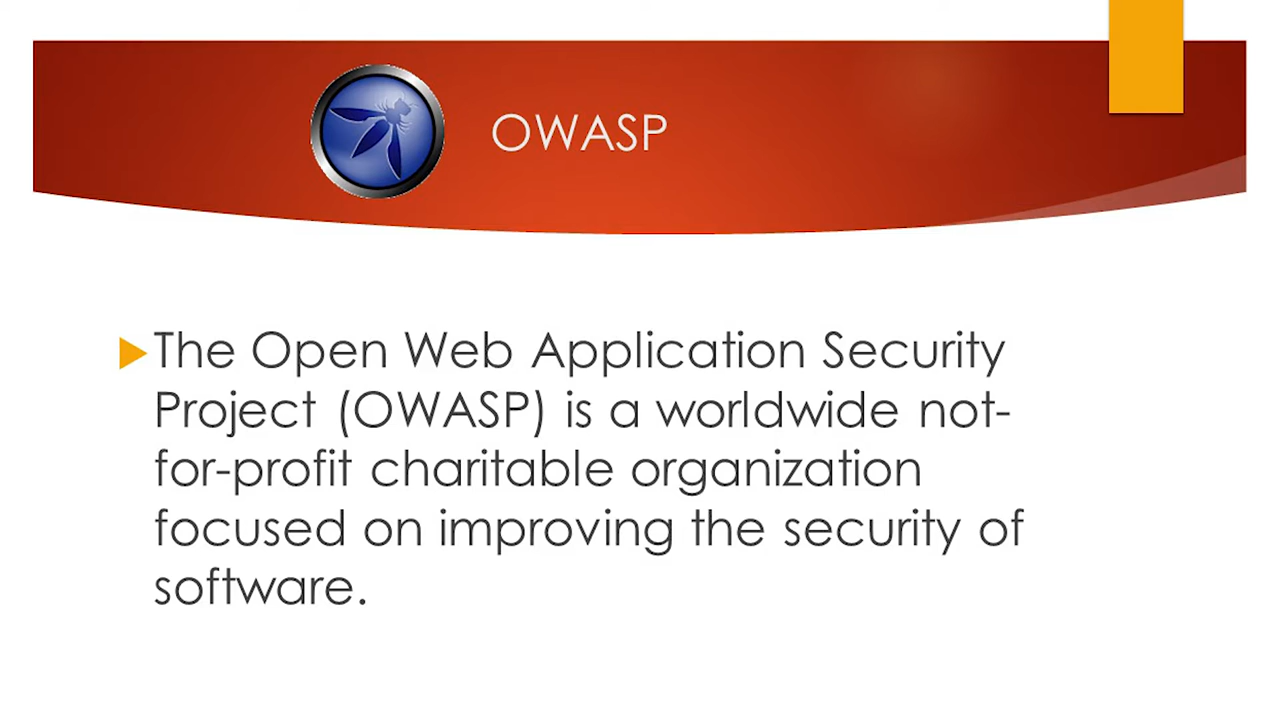 OWASP
The Open Web Application Security
Project (OWASP) is a worldwide not-
for-profit charitable organization
focused on improving the security of
software.